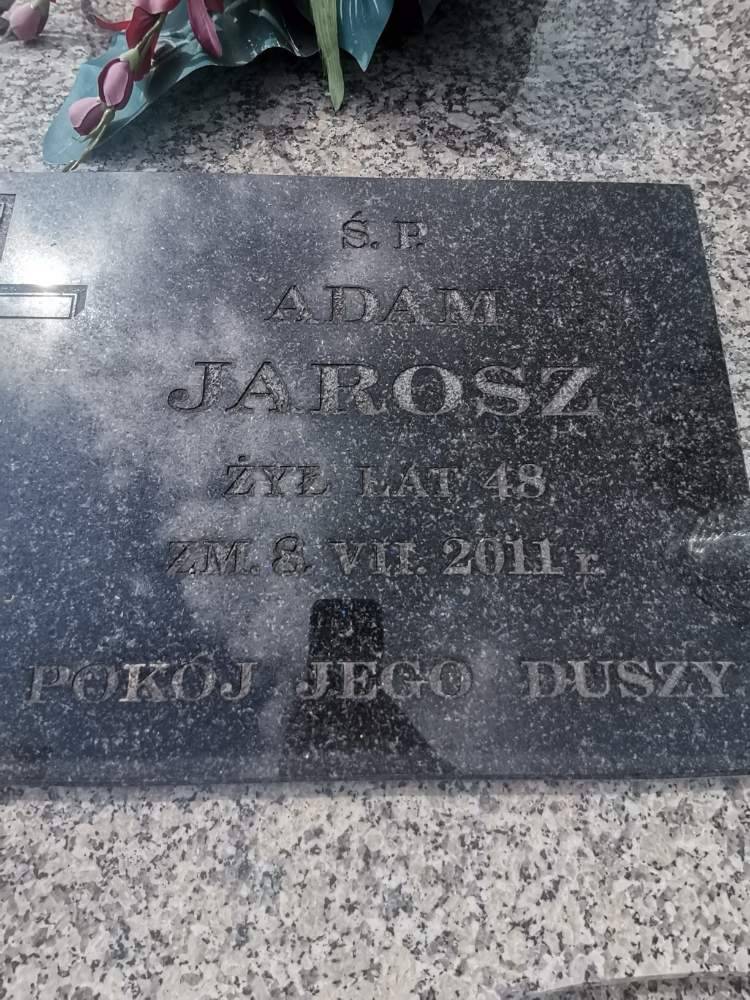 Ś. P.
ADAM
JAROSZ
ŻYŁ LAT 48
ZM. 8. VII. 2011 r.
POKÓJ JEGO DUSZY